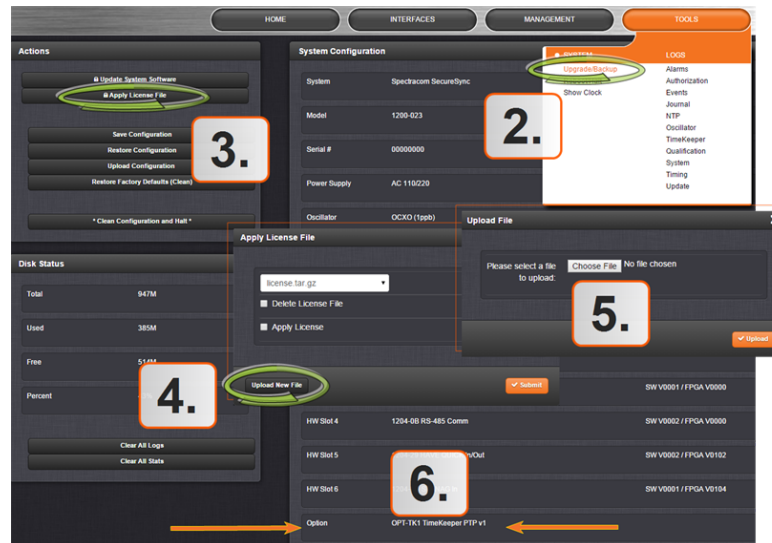 HOME
INTERFACES
MANAGEMENT
TOOLS
Actions
Update System Software
Apply License File
Save Configuration
Restore Configuration
Upload Configuration
Restore Factory Defaults (Clean)
* Clean Configuration and Halt *
3.
System Configuration
System Spectracom SecureSync
Model 1200-023
Serial # 00000000
Power Supply AC 110/220
Oscillator OCXO (1ppb)
2.
SYSTEM
Upgrade/Backup
Show Clock
LOGS
Alarms
Authorization
Events
Journal
NTP
Oscillator
TimeKeeper
Qualification
System
Timing
Update
Disk Status
Total 947M
Used 385M
Free 514M
Percent
Clear All Logs
Clear All Stats
4.
Apply License File
license.tar.gz
Delete License File
Apply License
Upload New File
Submit
Upload File
Please select a file to upload:
Choose File No file chosen
Upload
5.
SW V0001 / FPGA V0000
HW Slot 4 1204-0B RS-485 Comm SW V0002 / FPGA V0000
HW Slot 5 In/Out SW V0002 / FPGA V0102
HW Slot 6 SW V0001 / FPGA V0104
Option OPT-TK1 TimeKeeper PTP v1
6.